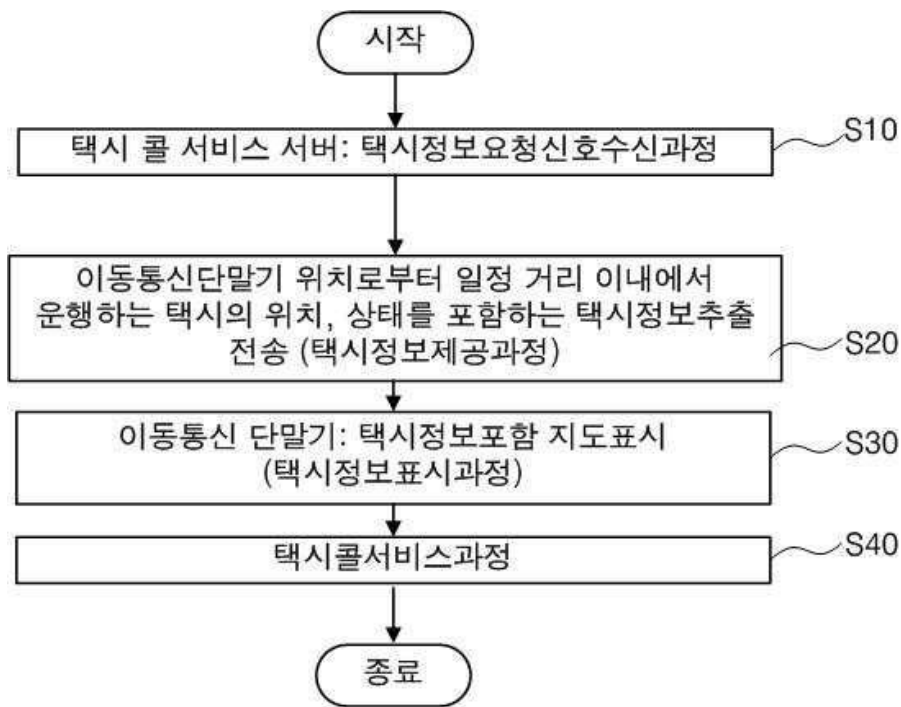 시작
택시 콜 서비스 서버: 택시정보요청신호수신과정
S10
이동통신단말기 위치로부터 일정 거리 이내에서
운행하는 택시의 위치, 상태를 포함하는 택시정보추출
전송 (택시정보제공과정)
S20
이동통신 단말기: 택시정보포함 지도표시
(택시정보표시과정)
S30
택시콜서비스과정
S40
종료